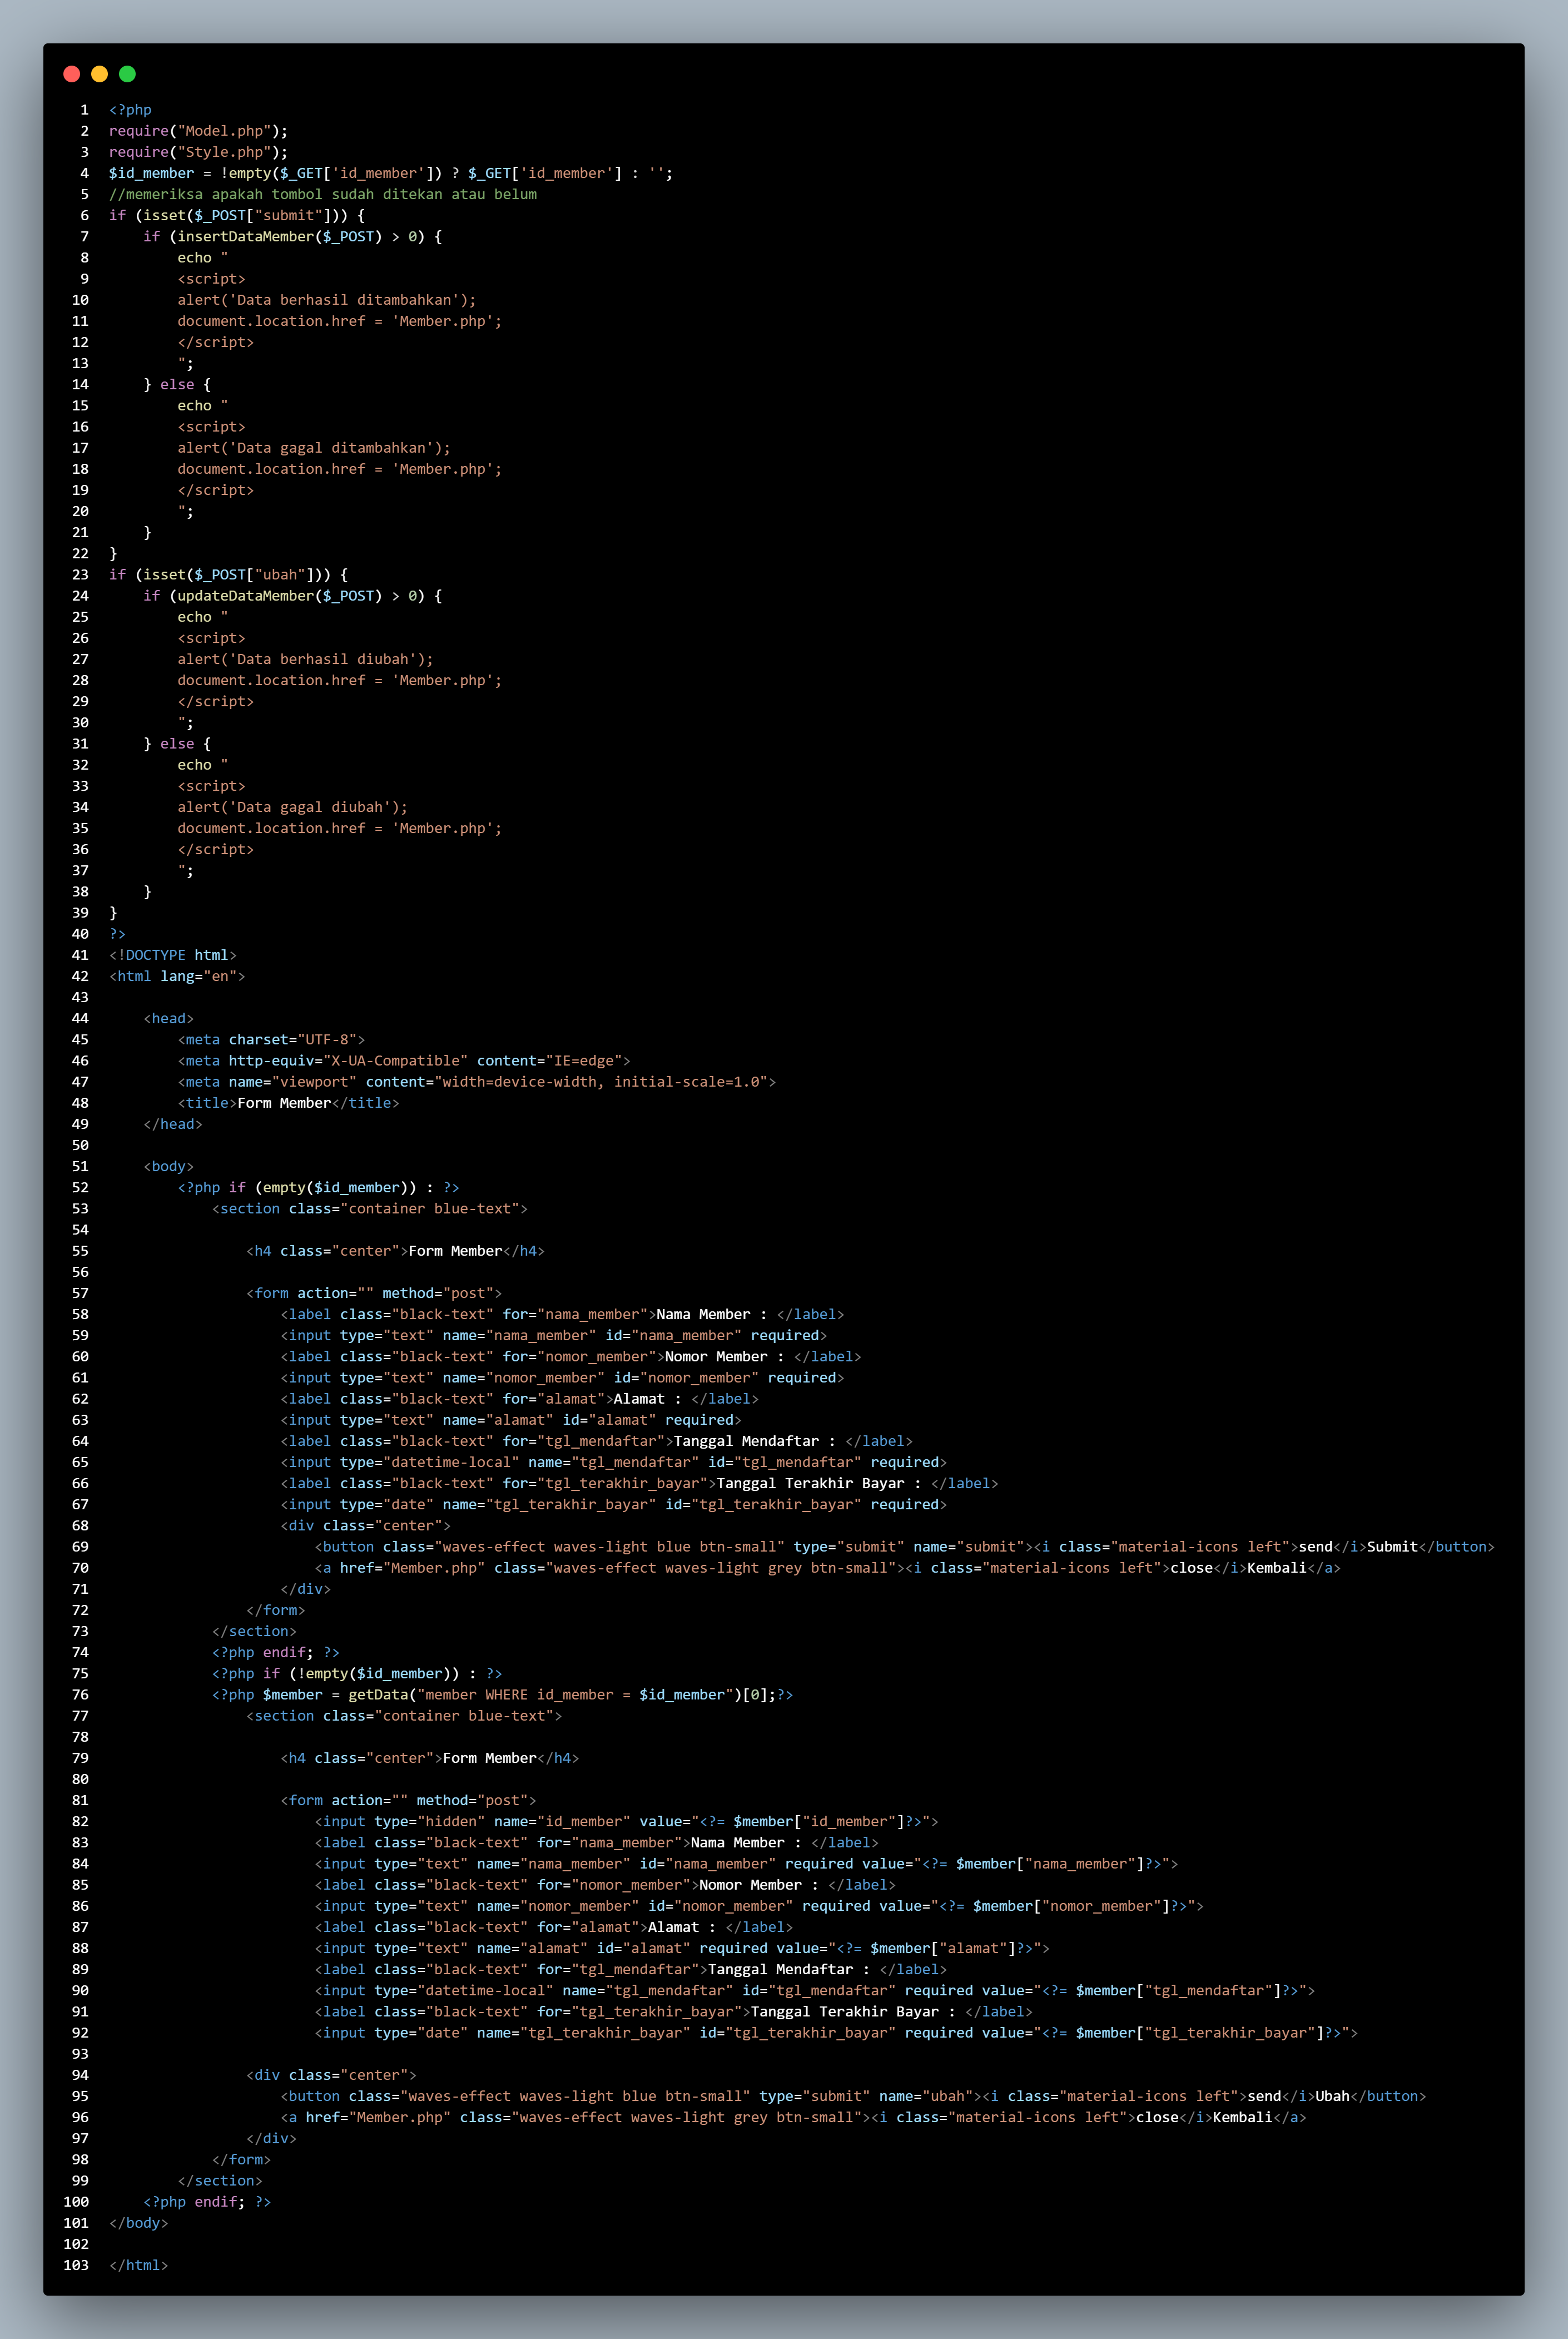 1 <?php
2 require("Model.php");
3 require("Style.php");
4 $id_member = !empty($_GET['id_member']) ? $_GET['id_member'] : '';
5 //memeriksa apakah tombol sudah ditekan atau belum
6 if (isset($_POST["submit"])) {
7     if (insertDataMember($_POST) > 0) {
8         echo "
9         <script>
10         alert('Data berhasil ditambahkan');
11         document.location.href = 'Member.php';
12         </script>
13         ";
14     } else {
15         echo "
16         <script>
17         alert('Data gagal ditambahkan');
18         document.location.href = 'Member.php';
19         </script>
20         ";
21     }
22 }
23 if (isset($_POST["ubah"])) {
24     if (updateDataMember($_POST) > 0) {
25         echo "
26         <script>
27         alert('Data berhasil diubah');
28         document.location.href = 'Member.php';
29         </script>
30         ";
31     } else {
32         echo "
33         <script>
34         alert('Data gagal diubah');
35         document.location.href = 'Member.php';
36         </script>
37         ";
38     }
39 }
40 ?>
41 <!DOCTYPE html>
42 <html lang="en">
43
44     <head>
45         <meta charset="UTF-8">
46         <meta http-equiv="X-UA-Compatible" content="IE=edge">
47         <meta name="viewport" content="width=device-width, initial-scale=1.0">
48         <title>Form Member</title>
49     </head>
50
51     <body>
52         <?php if (empty($id_member)) : ?>
53             <section class="container blue-text">
54
55                 <h4 class="center">Form Member</h4>
56
57                 <form action="" method="post">
58                     <label class="black-text" for="nama_member">Nama Member : </label>
59                     <input type="text" name="nama_member" id="nama_member" required>
60                     <label class="black-text" for="nomor_member">Nomor Member : </label>
61                     <input type="text" name="nomor_member" id="nomor_member" required>
62                     <label class="black-text" for="alamat">Alamat : </label>
63                     <input type="text" name="alamat" id="alamat" required>
64                     <label class="black-text" for="tgl_mendaftar">Tanggal Mendaftar : </label>
65                     <input type="datetime-local" name="tgl_mendaftar" id="tgl_mendaftar" required>
66                     <label class="black-text" for="tgl_terakhir_bayar">Tanggal Terakhir Bayar : </label>
67                     <input type="date" name="tgl_terakhir_bayar" id="tgl_terakhir_bayar" required>
68                     <div class="center">
69                         <button class="waves-effect waves-light blue btn-small" type="submit" name="submit"><i class="material-icons left">send</i>Submit</button>
70                         <a href="Member.php" class="waves-effect waves-light grey btn-small"><i class="material-icons left">close</i>Kembali</a>
71                     </div>
72                 </form>
73             </section>
74             <?php endif; ?>
75             <?php if (!empty($id_member)) : ?>
76             <?php $member = getData("member WHERE id_member = $id_member")[0];?>
77                 <section class="container blue-text">
78
79                     <h4 class="center">Form Member</h4>
80
81                     <form action="" method="post">
82                         <input type="hidden" name="id_member" value="<?= $member["id_member"]?>">
83                         <label class="black-text" for="nama_member">Nama Member : </label>
84                         <input type="text" name="nama_member" id="nama_member" required value="<?= $member["nama_member"]?>">
85                         <label class="black-text" for="nomor_member">Nomor Member : </label>
86                         <input type="text" name="nomor_member" id="nomor_member" required value="<?= $member["nomor_member"]?>">
87                         <label class="black-text" for="alamat">Alamat : </label>
88                         <input type="text" name="alamat" id="alamat" required value="<?= $member["alamat"]?>">
89                         <label class="black-text" for="tgl_mendaftar">Tanggal Mendaftar : </label>
90                         <input type="datetime-local" name="tgl_mendaftar" id="tgl_mendaftar" required value="<?= $member["tgl_mendaftar"]?>">
91                         <label class="black-text" for="tgl_terakhir_bayar">Tanggal Terakhir Bayar : </label>
92                         <input type="date" name="tgl_terakhir_bayar" id="tgl_terakhir_bayar" required value="<?= $member["tgl_terakhir_bayar"]?>">
93
94                 <div class="center">
95                     <button class="waves-effect waves-light blue btn-small" type="submit" name="ubah"><i class="material-icons left">send</i>Ubah</button>
96                     <a href="Member.php" class="waves-effect waves-light grey btn-small"><i class="material-icons left">close</i>Kembali</a>
97                 </div>
98             </form>
99         </section>
100     <?php endif; ?>
101 </body>
102
103 </html>